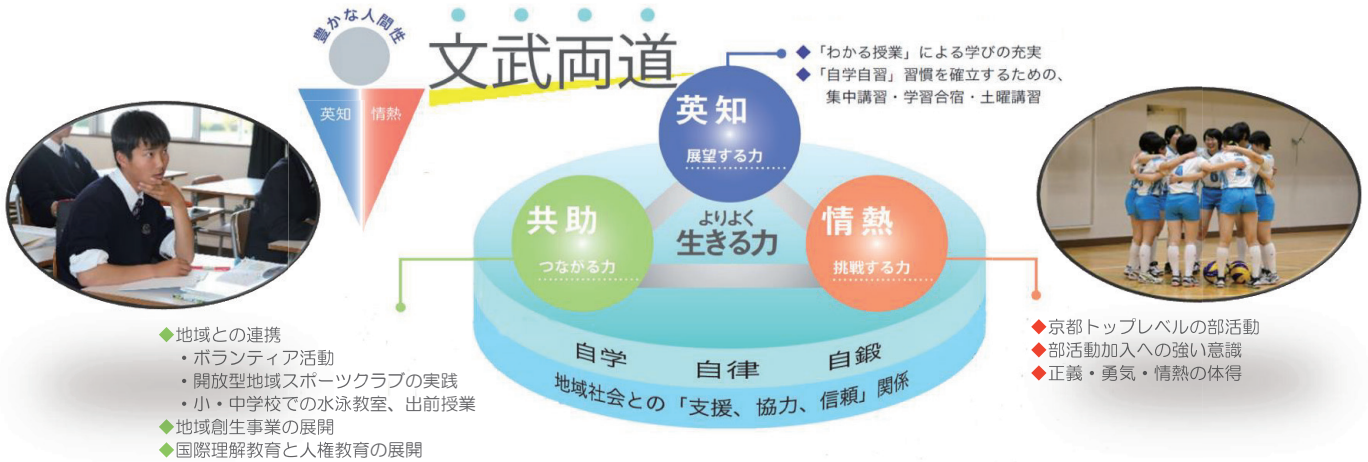 豊かな人間性
文武両道
英知
情熱
英知
展望する力
◆「わかる授業」による学びの充実
◆「自学自習」習慣を確立するための、
集中講習・学習合宿・土曜講習
共助
つながる力
よりよく
生きる力
情熱
挑戦する力
自学 自律 自鍛
地域社会との「支援、協力、信頼」関係
◆地域との連携
・ボランティア活動
・開放型地域スポーツクラブの実践
・小・中学校での水泳教室、出前授業
◆地域創生事業の展開
◆国際理解教育と人権教育の展開
◆京都トップレベルの部活動
◆部活動加入への強い意識
◆正義・勇気・情熱の体得